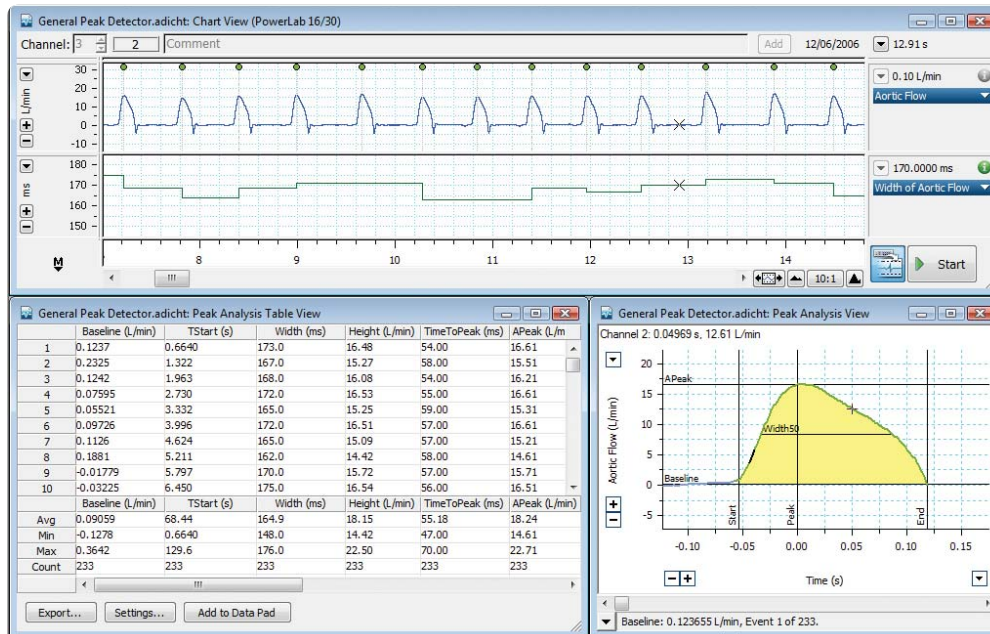 General Peak Detector.adicht: Chart View (PowerLab 16/30)
Channel: 3 2 Comment Add 12/06/2006 12.91 s
30
20
10
0
-10
L/min
0.10 L/min
Aortic Flow
180
170
160
150
ms
170.0000 ms
Width of Aortic Flow
M
8 9 10 11 12 13 14
10:1
Start
General Peak Detector.adicht: Peak Analysis Table View
Baseline (L/min) TStart (s) Width (ms) Height (L/min) TimeToPeak (ms) APeak (L/m
1 0.1237 0.6640 173.0 16.48 54.00 16.61
2 0.2325 1.322 167.0 15.27 58.00 15.51
3 0.1242 1.963 168.0 16.08 54.00 16.21
4 0.07595 2.730 172.0 16.53 55.00 16.61
5 0.05521 3.332 165.0 15.25 59.00 15.31
6 0.09726 3.996 172.0 16.51 57.00 16.61
7 0.1126 4.624 165.0 15.09 57.00 15.21
8 0.1881 5.211 162.0 14.42 58.00 14.61
9 -0.01779 5.797 170.0 15.72 57.00 15.71
10 -0.03225 6.450 175.0 16.54 56.00 16.51
Baseline (L/min) TStart (s) Width (ms) Height (L/min) TimeToPeak (ms) APeak (L/min)
Avg 0.09059 68.44 164.9 18.15 55.18 18.24
Min -0.1278 0.6640 148.0 14.42 47.00 14.61
Max 0.3642 129.6 176.0 22.50 70.00 22.71
Count 233 233 233 233 233 233
Export... Settings... Add to Data Pad
General Peak Detector.adicht: Peak Analysis View
Channel 2: 0.04969 s, 12.61 L/min
20
15
10
5
0
-5
Aortic Flow (L/min)
APeak
Width50
Baseline
Start
Peak
End
-0.10 -0.05 0.00 0.05 0.10 0.15
Time (s)
Baseline: 0.123655 L/min, Event 1 of 233.